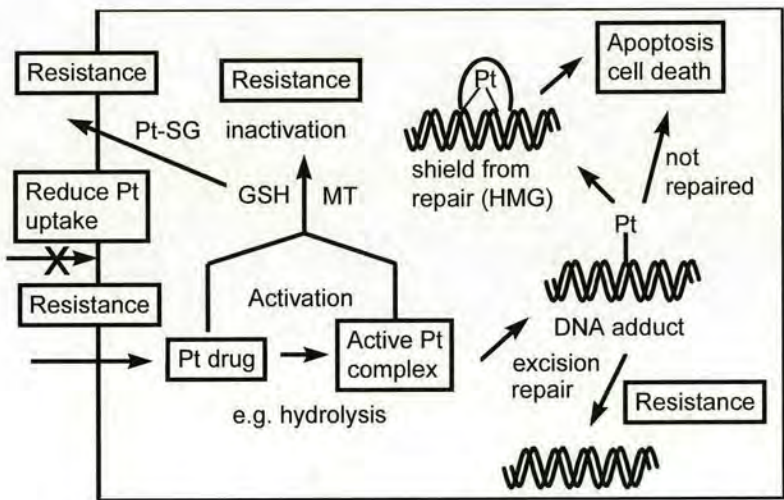 Resistance
Pt-SG
Resistance
inactivation
GSH
MT
Reduce Pt
uptake
X
Resistance
Pt drug
Activation
Active Pt
complex
e.g. hydrolysis
Pt
shield from
repair (HMG)
Apoptosis
cell death
not
repaired
Pt
DNA adduct
excision
repair
Resistance